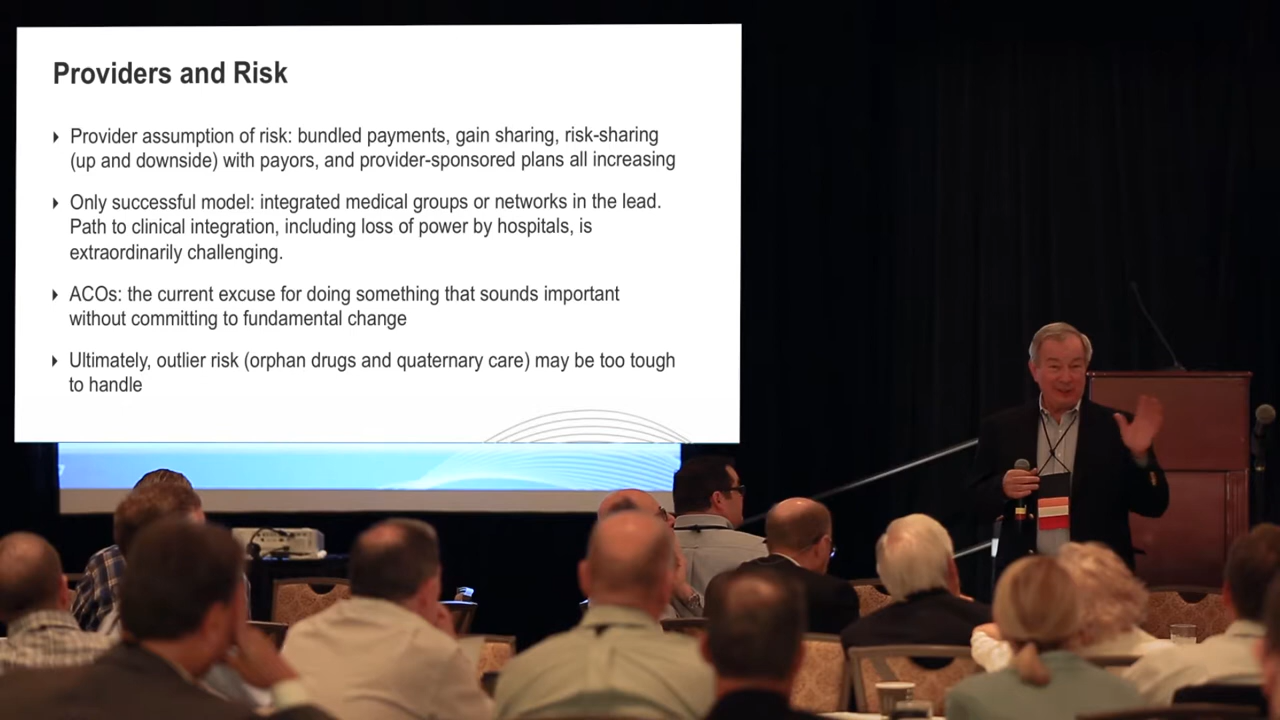 Providers and Risk
Provider assumption of risk: bundled payments, gain sharing, risk-sharing
(up and downside) with payors, and provider-sponsored plans all increasing
Only successful model: integrated medical groups or networks in the lead.
Path to clinical integration, including loss of power by hospitals, is
extraordinarily challenging.
ACOs: the current excuse for doing something that sounds important
without committing to fundamental change
Ultimately, outlier risk (orphan drugs and quaternary care) may be too tough
to handle